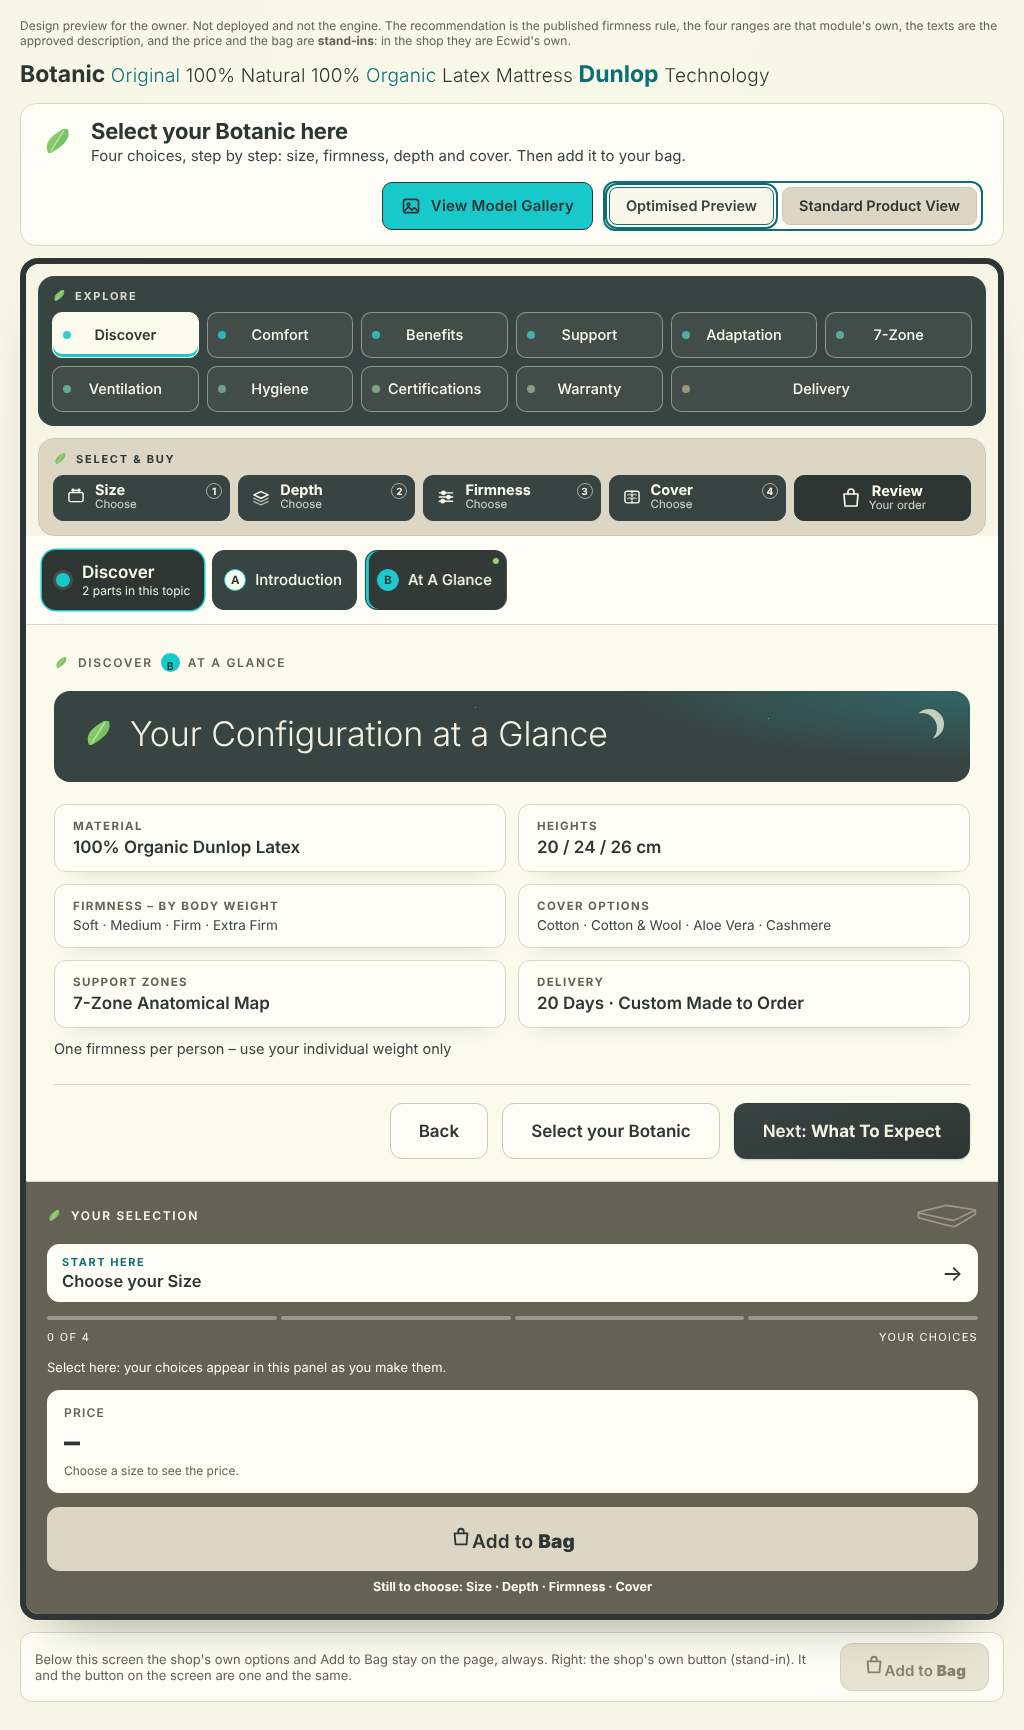 Design preview for the owner. Not deployed and not the engine. The recommendation is the published firmness rule, the four ranges are that module's own, the texts are the
approved description, and the price and the bag are stand-ins: in the shop they are Ecwid's own.
Botanic Original 100% Natural 100% Organic Latex Mattress Dunlop Technology
Select your Botanic here
Four choices, step by step: size, firmness, depth and cover. Then add it to your bag.
View Model Gallery
Optimised Preview
Standard Product View
EXPLORE
Discover
Comfort
Benefits
Support
Adaptation
7-Zone
Ventilation
Hygiene
Certifications
Warranty
Delivery
SELECT & BUY
Size
Choose
1
Depth
Choose
2
Firmness
Choose
3
Cover
Choose
4
Review
Your order
Discover
2 parts in this topic
A Introduction
B At A Glance
DISCOVER B AT A GLANCE
Your Configuration at a Glance
MATERIAL
100% Organic Dunlop Latex
HEIGHTS
20 / 24 / 26 cm
FIRMNESS – BY BODY WEIGHT
Soft · Medium · Firm · Extra Firm
COVER OPTIONS
Cotton · Cotton & Wool · Aloe Vera · Cashmere
SUPPORT ZONES
7-Zone Anatomical Map
DELIVERY
20 Days · Custom Made to Order
One firmness per person – use your individual weight only
Back
Select your Botanic
Next: What To Expect
YOUR SELECTION
START HERE
Choose your Size
0 OF 4
YOUR CHOICES
Select here: your choices appear in this panel as you make them.
PRICE
–
Choose a size to see the price.
Add to Bag
Still to choose: Size · Depth · Firmness · Cover
Below this screen the shop's own options and Add to Bag stay on the page, always. Right: the shop's own button (stand-in). It
and the button on the screen are one and the same.
Add to Bag